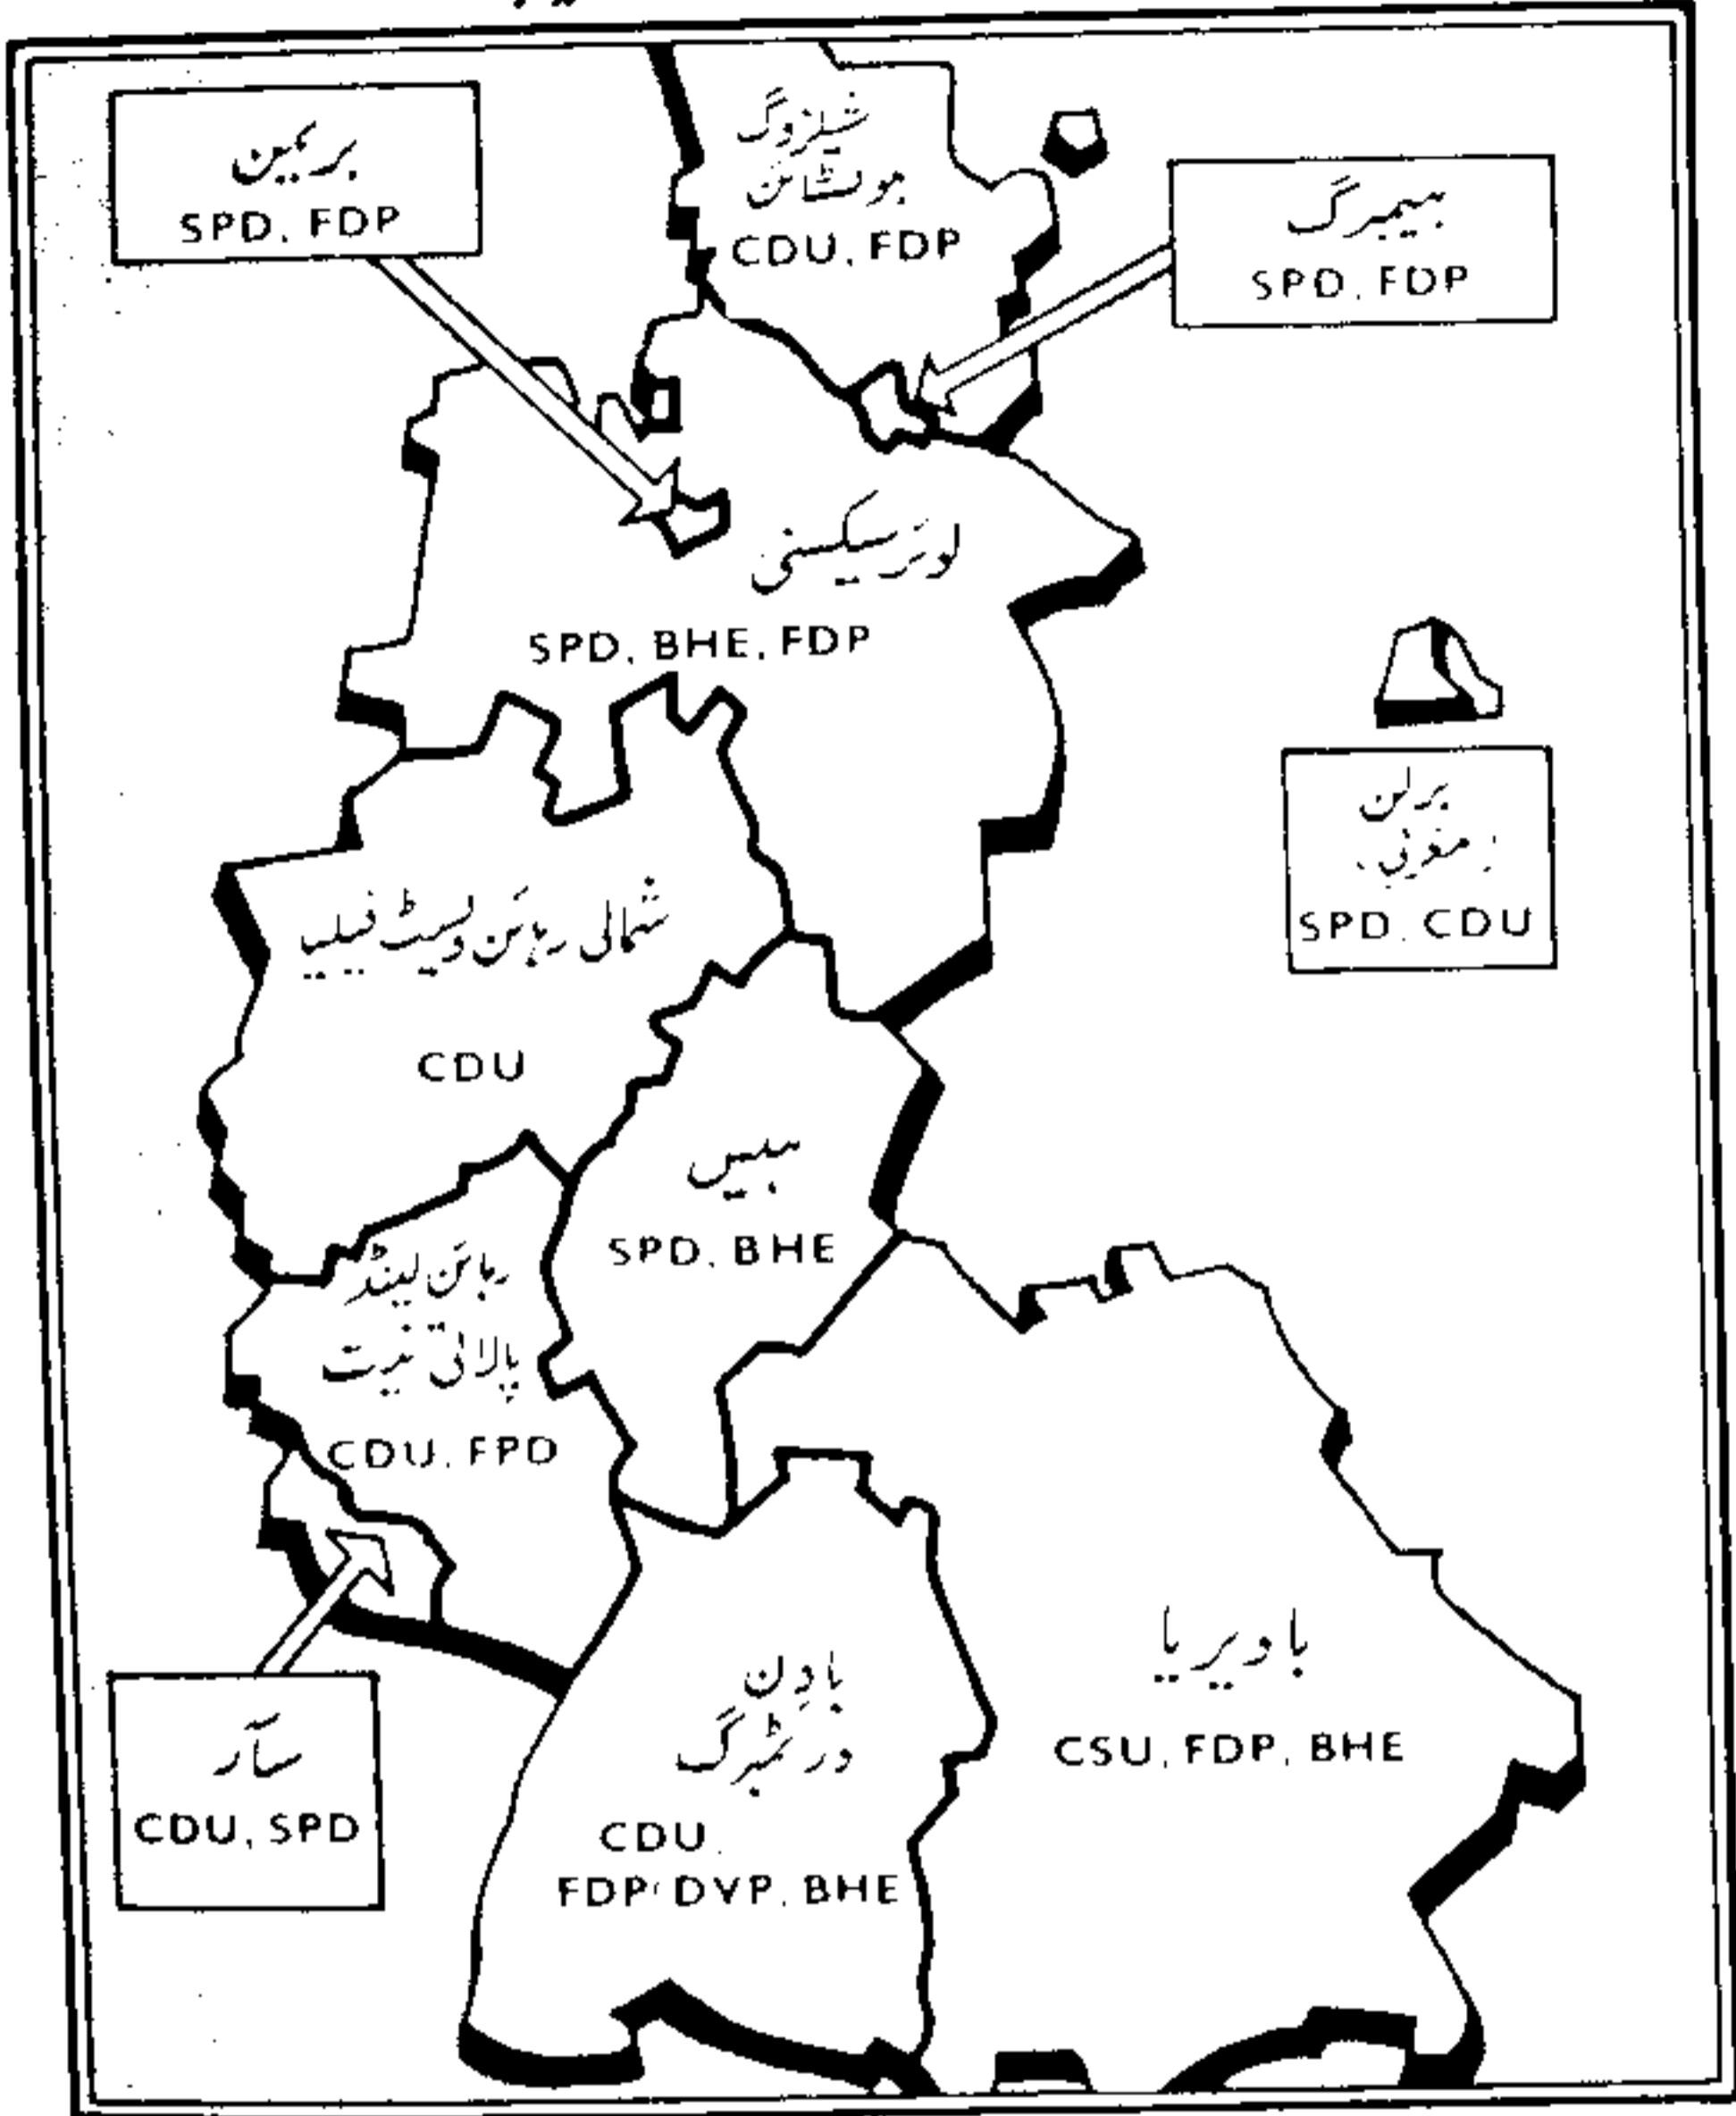 بریمن
SPD, FDP
شلیزوگ
ہولسٹائن
CDU, FDP
ہیمبرگ
SPD, FDP
لوئر سیکسنی
SPD, BHE, FDP
برلن
مغربی
SPD, CDU
شمالی رہائن ویسٹ فیلیا
CDU
ہیس
SPD, BHE
رہائن لینڈ
پالاٹی نیٹ
CDU, FPD
سآر
CDU, SPD
بادن
ورٹمبرگ
CDU,
FDP/DVP, BHE
باویریا
CSU, FDP, BHE